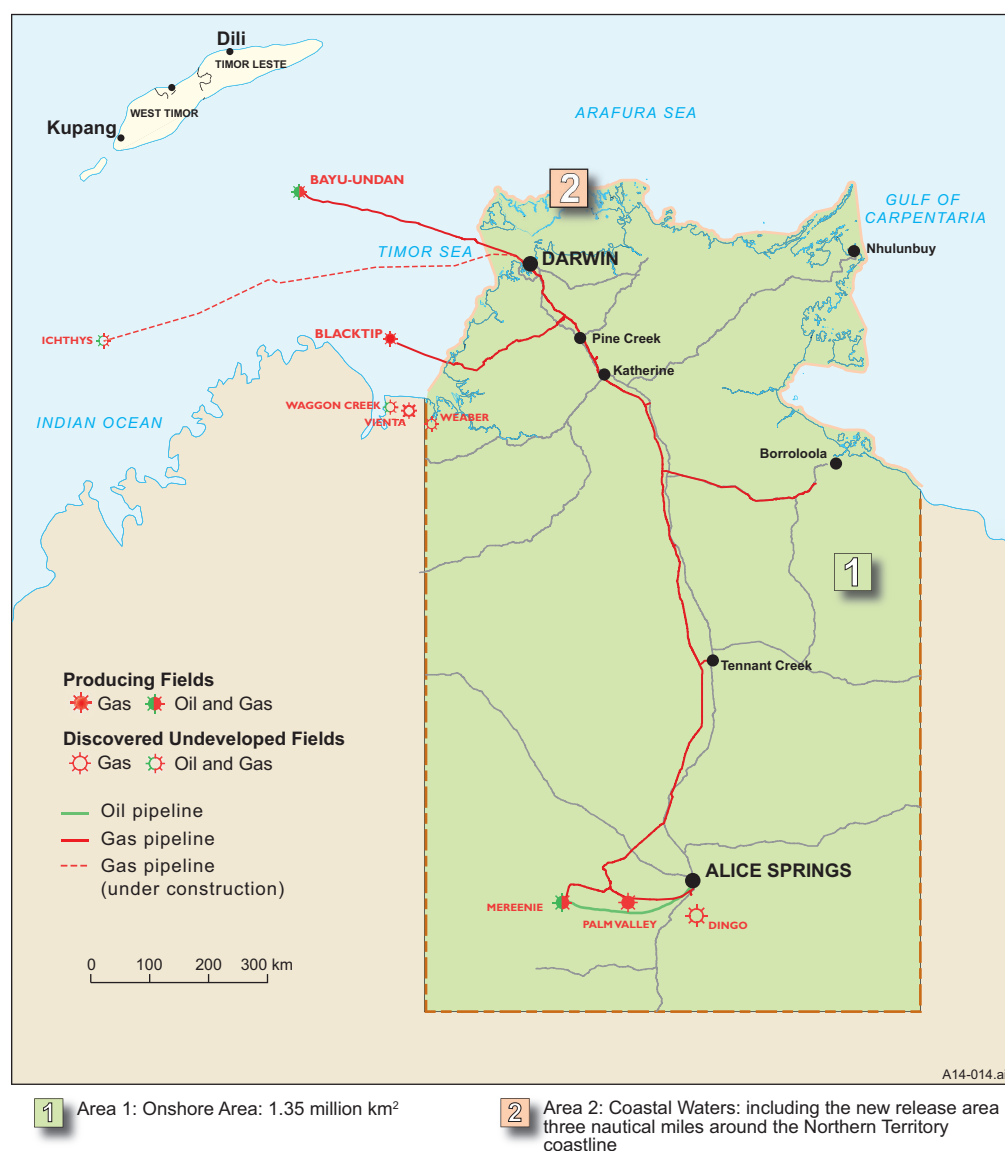 Dili
TIMOR LESTE
WEST TIMOR
Kupang
ARAFURA SEA
BAYU-UNDAN
2
GULF OF
CARPENTARIA
TIMOR SEA
Nhulunbuy
DARWIN
ICHTHYS
BLACKTIP
Pine Creek
Katherine
WAGGON CREEK
VIENTA
WEABER
INDIAN OCEAN
Borroloola
1
Tennant Creek
Producing Fields
Gas
Oil and Gas
Discovered Undeveloped Fields
Gas
Oil and Gas
Oil pipeline
Gas pipeline
Gas pipeline
(under construction)
ALICE SPRINGS
MEREENIE
PALM VALLEY
DINGO
0 100 200 300 km
A14-014.ai
1 Area 1: Onshore Area: 1.35 million km²
2 Area 2: Coastal Waters: including the new release area
three nautical miles around the Northern Territory
coastline